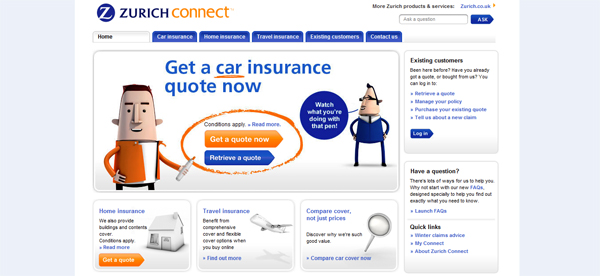 More Zurich products & services: Zurich.co.uk
ZURICH connect
Ask a question
ASK
Home
Car insurance
Home insurance
Travel insurance
Existing customers
Contact us
Get a car insurance
quote now
Watch
what you're
doing with
that pen!
Conditions apply. » Read more.
Get a quote now
Retrieve a quote
Existing customers
Been here before? Have you already
got a quote, or bought from us? You
can log in to:
» Retrieve a quote
» Manage your policy
» Purchase your existing quote
» Tell us about a new claim
Log in
Have a question?
There's lots of ways for us to help you.
Why not start with our new FAQs,
designed specially to help you find out
exactly what you need to know.
» Launch FAQs
Quick links
» Winter claims advice
» My Connect
» About Zurich Connect
Home insurance
We also provide
buildings and contents
cover.
Conditions apply.
» Read more
Get a quote
Travel insurance
Benefit from
comprehensive
cover and flexible
cover options when
you buy online
» Find out more
Compare cover,
not just prices
Discover why we're such
good value.
» Compare car cover now